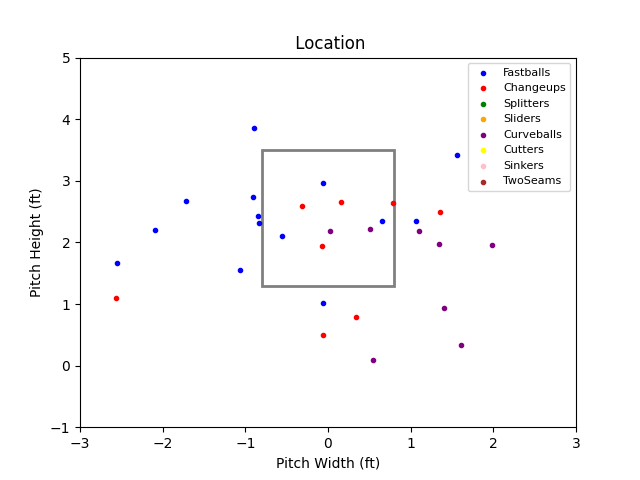 Location
Pitch Height (ft)
5
4
3
2
1
0
−1
−3
−2
−1
0
1
2
3
Pitch Width (ft)
Fastballs
Changeups
Splitters
Sliders
Curveballs
Cutters
Sinkers
TwoSeams